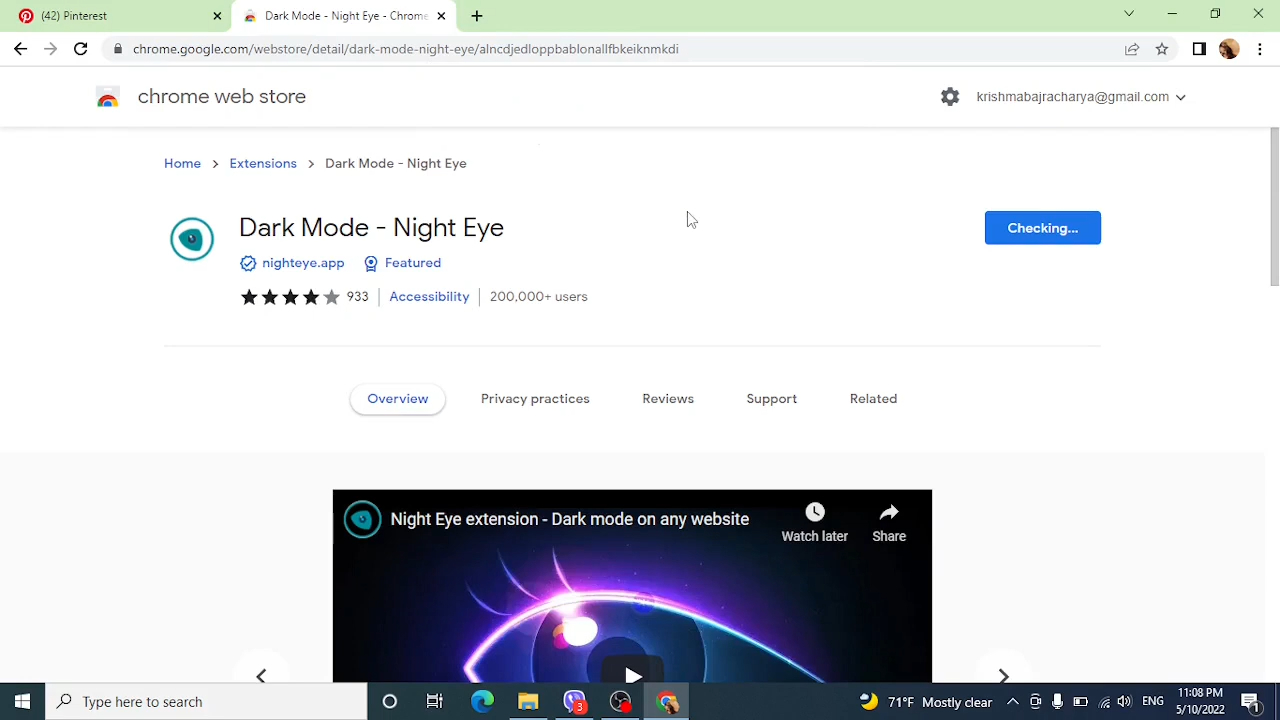 (42) Pinterest
Dark Mode - Night Eye - Chrome
chrome.google.com/webstore/detail/dark-mode-night-eye/alncdjedloppbablonallfbkeiknmkdi
chrome web store
krishmabajracharya@gmail.com
Home > Extensions > Dark Mode - Night Eye
Dark Mode - Night Eye
Checking...
nighteye.app Featured
933 Accessibility 200,000+ users
Overview Privacy practices Reviews Support Related
Night Eye extension - Dark mode on any website
Watch later Share
Type here to search
3
71°F Mostly clear
ENG
11:08 PM
5/10/2022
1